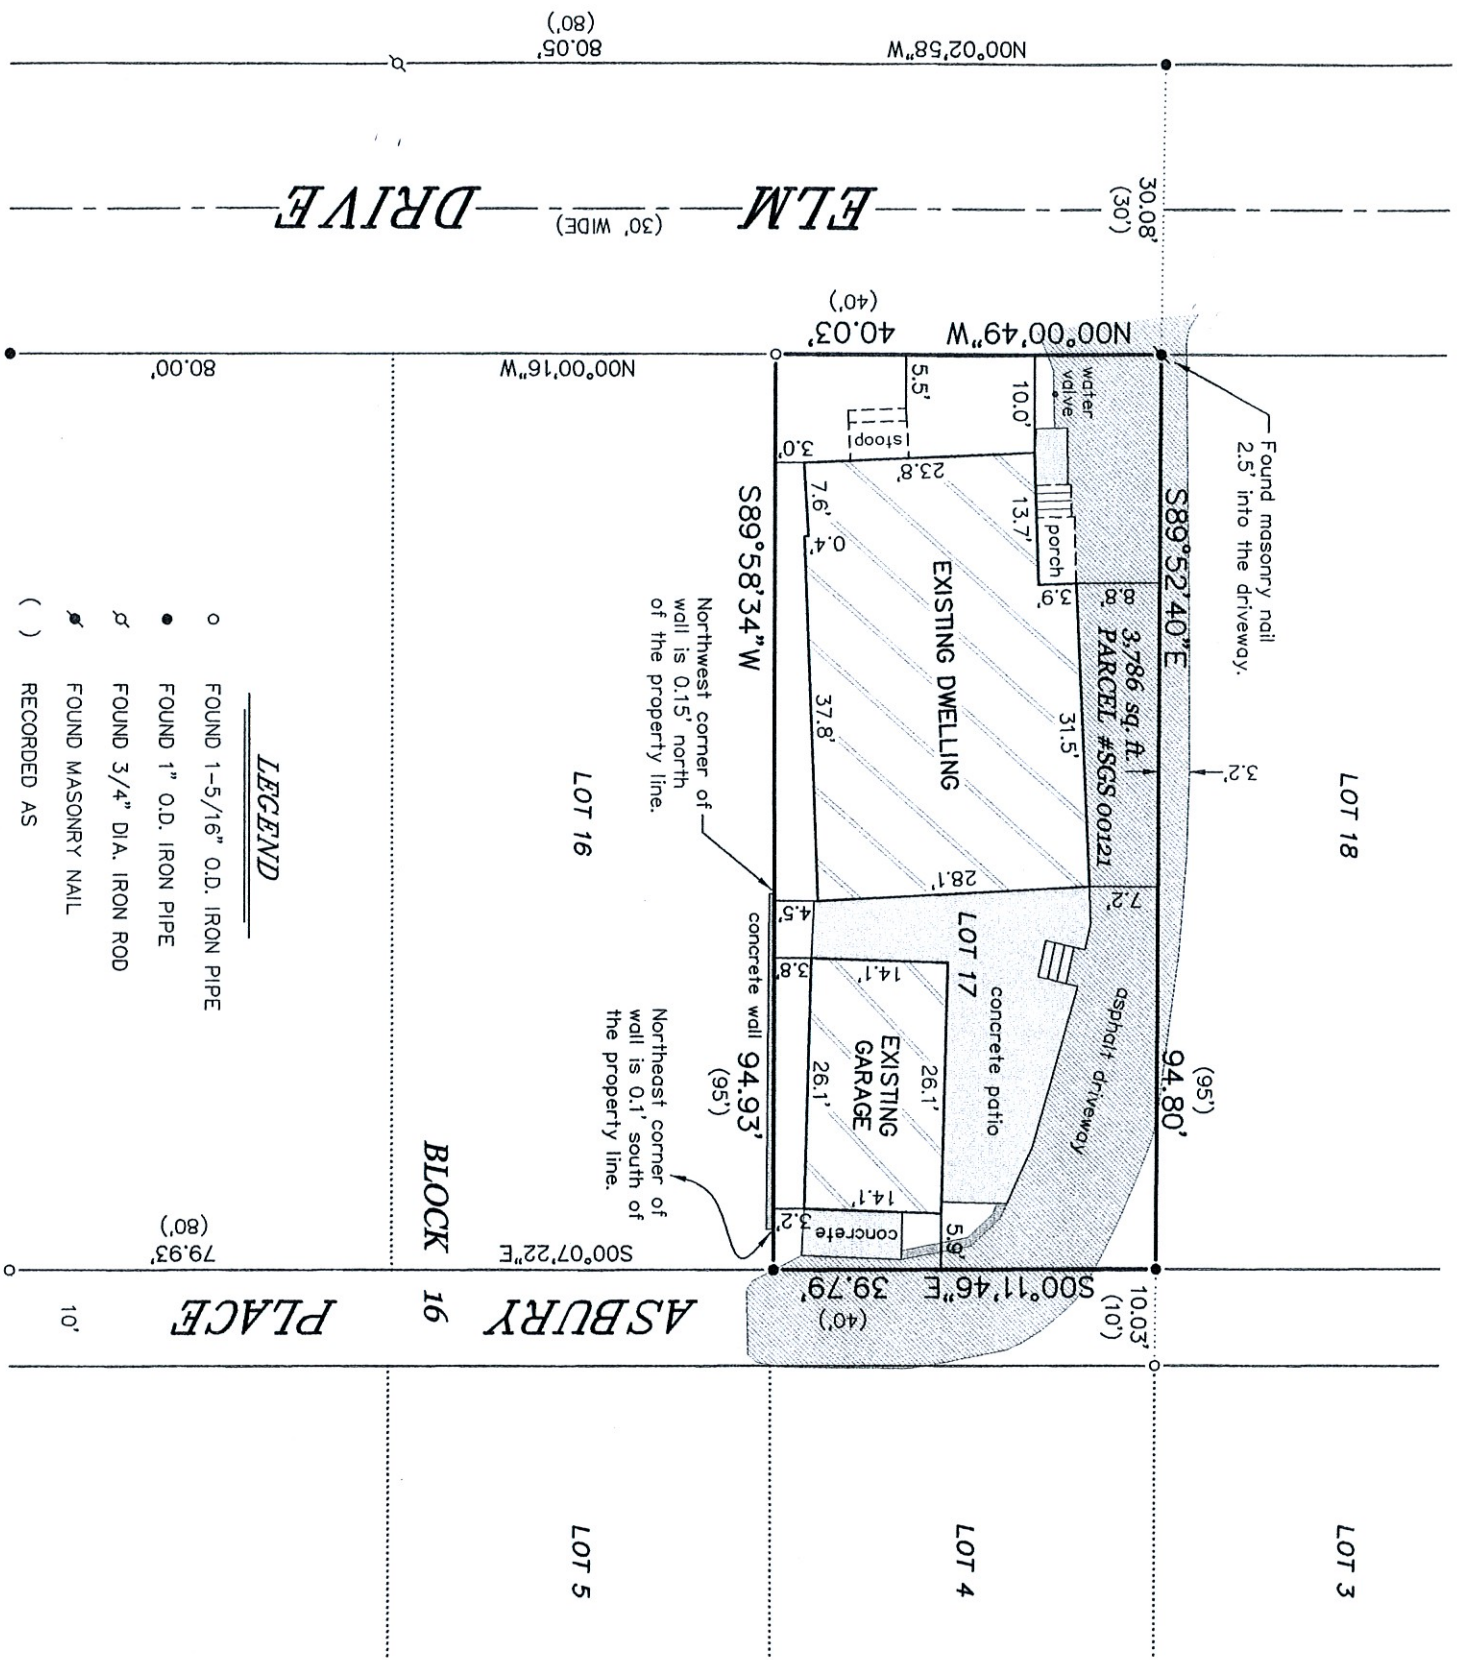 N00°02'58"W
80.05'
(80')
ELM
DRIVE
(30' WIDE)
30.08'
(30')
N00°00'49"W
40.03'
(40')
N00°00'16"W
80.00'
Found masonry nail
2.5' into the driveway.
water
valve
10.0'
5.5'
stoop
3.0'
23.8'
13.7'
porch
7.6'
0.4'
3.9'
8.8'
S89°52'40"E
94.80'
(95')
3.2'
LOT 18
3,786 sq. ft.
PARCEL #SGS 00121
EXISTING DWELLING
31.5'
37.8'
28.1'
7.2'
4.5'
S89°58'34"W
94.93'
(95')
Northwest corner of
wall is 0.15' north
of the property line.
LOT 16
LOT 17
concrete patio
asphalt driveway
concrete wall
3.8'
14.1'
EXISTING
GARAGE
26.1'
26.1'
14.1'
3.2'
concrete
5.9'
Northeast corner of
wall is 0.1' south of
the property line.
S00°11'46"E
39.79'
(40')
10.03'
(10')
S00°07'22"E
79.93'
(80')
BLOCK 16
ASBURY
PLACE
10'
LOT 3
LOT 4
LOT 5
LEGEND
FOUND 1-5/16" O.D. IRON PIPE
FOUND 1" O.D. IRON PIPE
FOUND 3/4" DIA. IRON ROD
FOUND MASONRY NAIL
( ) RECORDED AS